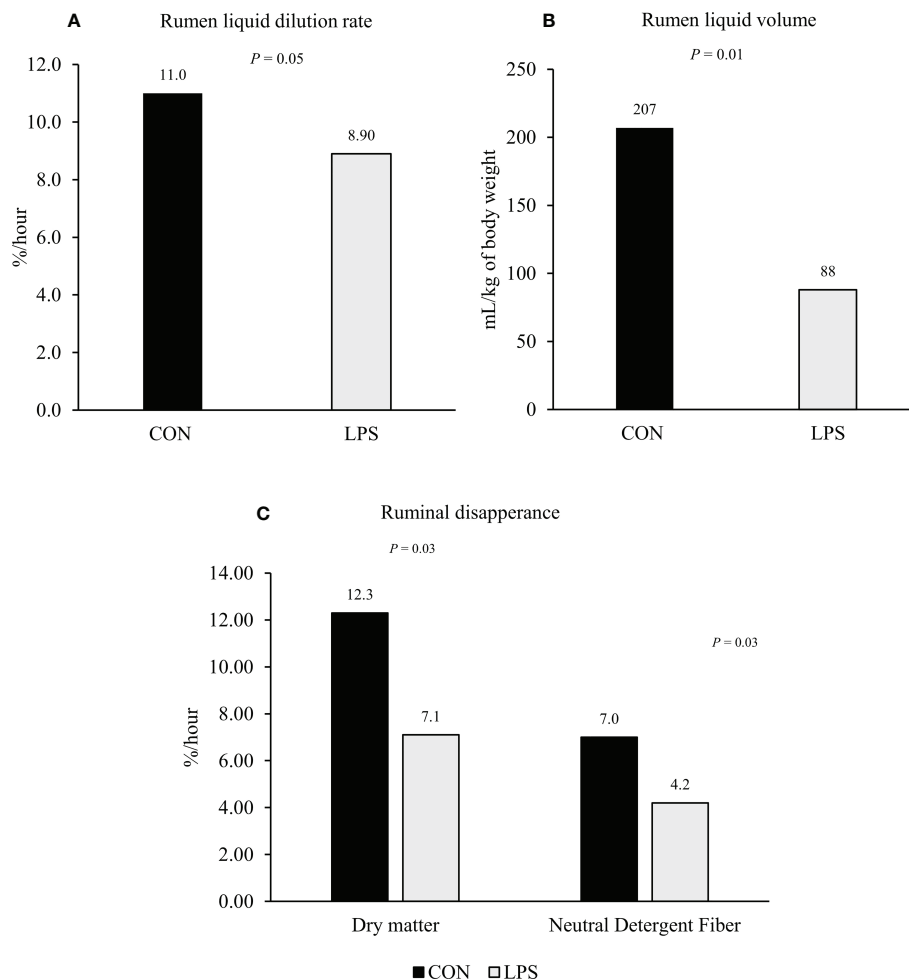 A Rumen liquid dilution rate
P = 0.05
12.0
10.0
8.0
6.0
4.0
2.0
0.0
%/hour
11.0
8.90
CON LPS
B Rumen liquid volume
P = 0.01
250
200
150
100
50
0
mL/kg of body weight
207
88
CON LPS
C Ruminal disapperance
P = 0.03
P = 0.03
14.00
12.00
10.00
8.00
6.00
4.00
2.00
0.00
%/hour
12.3
7.1
7.0
4.2
Dry matter Neutral Detergent Fiber
CON LPS